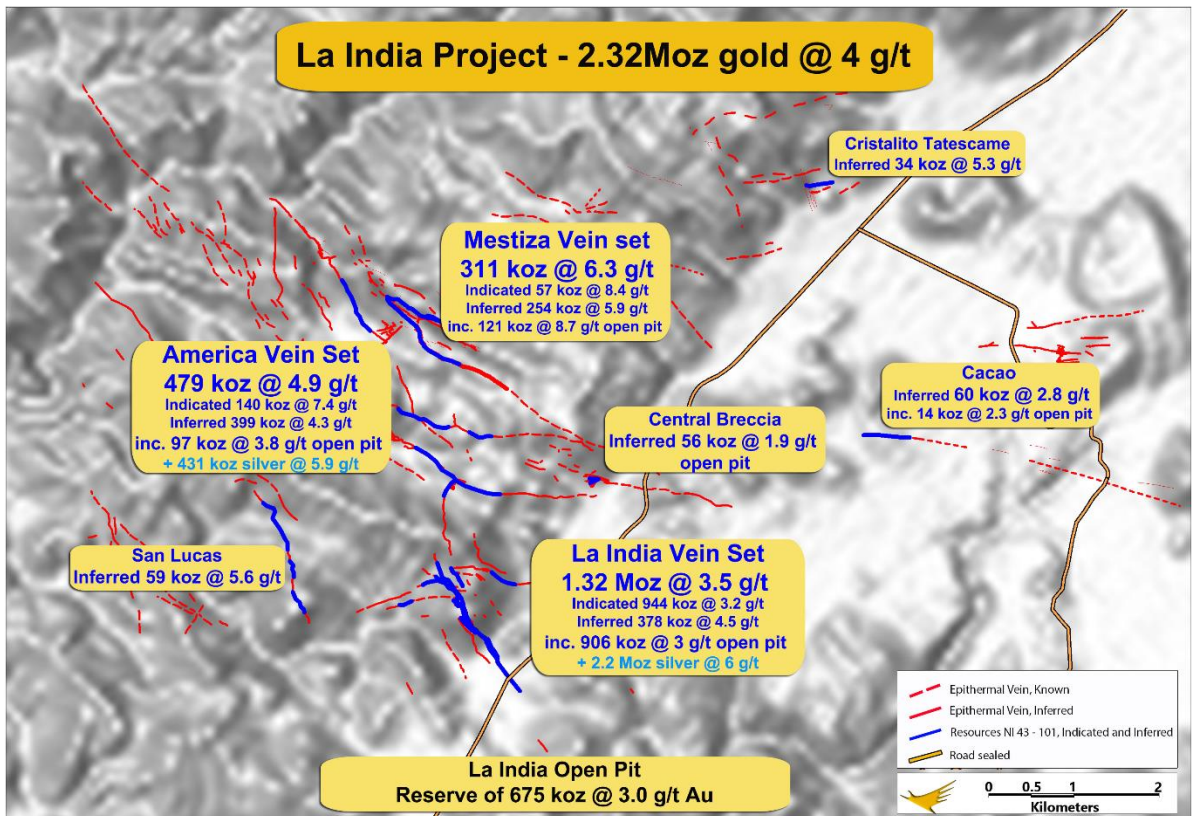 La India Project - 2.32Moz gold @ 4 g/t
Cristalito Tatescame
Inferred 34 koz @ 5.3 g/t
Mestiza Vein set
311 koz @ 6.3 g/t
Indicated 57 koz @ 8.4 g/t
Inferred 254 koz @ 5.9 g/t
inc. 121 koz @ 8.7 g/t open pit
America Vein Set
479 koz @ 4.9 g/t
Indicated 140 koz @ 7.4 g/t
Inferred 399 koz @ 4.3 g/t
inc. 97 koz @ 3.8 g/t open pit
+ 431 koz silver @ 5.9 g/t
Cacao
Inferred 60 koz @ 2.8 g/t
inc. 14 koz @ 2.3 g/t open pit
Central Breccia
Inferred 56 koz @ 1.9 g/t
open pit
San Lucas
Inferred 59 koz @ 5.6 g/t
La India Vein Set
1.32 Moz @ 3.5 g/t
Indicated 944 koz @ 3.2 g/t
Inferred 378 koz @ 4.5 g/t
inc. 906 koz @ 3 g/t open pit
+ 2.2 Moz silver @ 6 g/t
La India Open Pit
Reserve of 675 koz @ 3.0 g/t Au
Epithermal Vein, Known
Epithermal Vein, Inferred
Resources NI 43 - 101, Indicated and Inferred
Road sealed
0 0.5 1 2
Kilometers